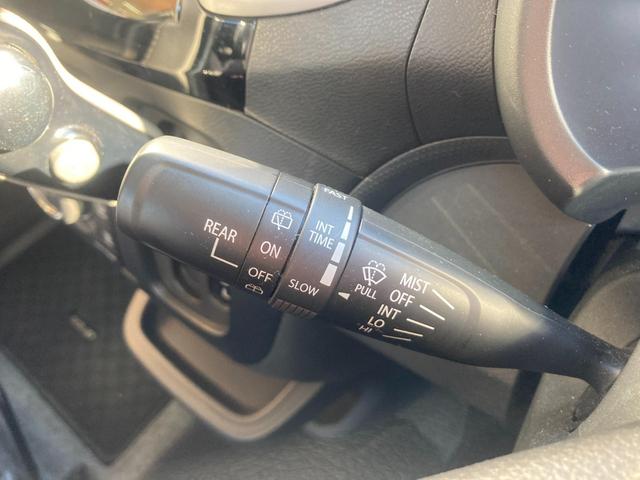 REAR
ON
OFF
FAST
INT
TIME
SLOW
PULL
MIST
OFF
INT
LO
HI